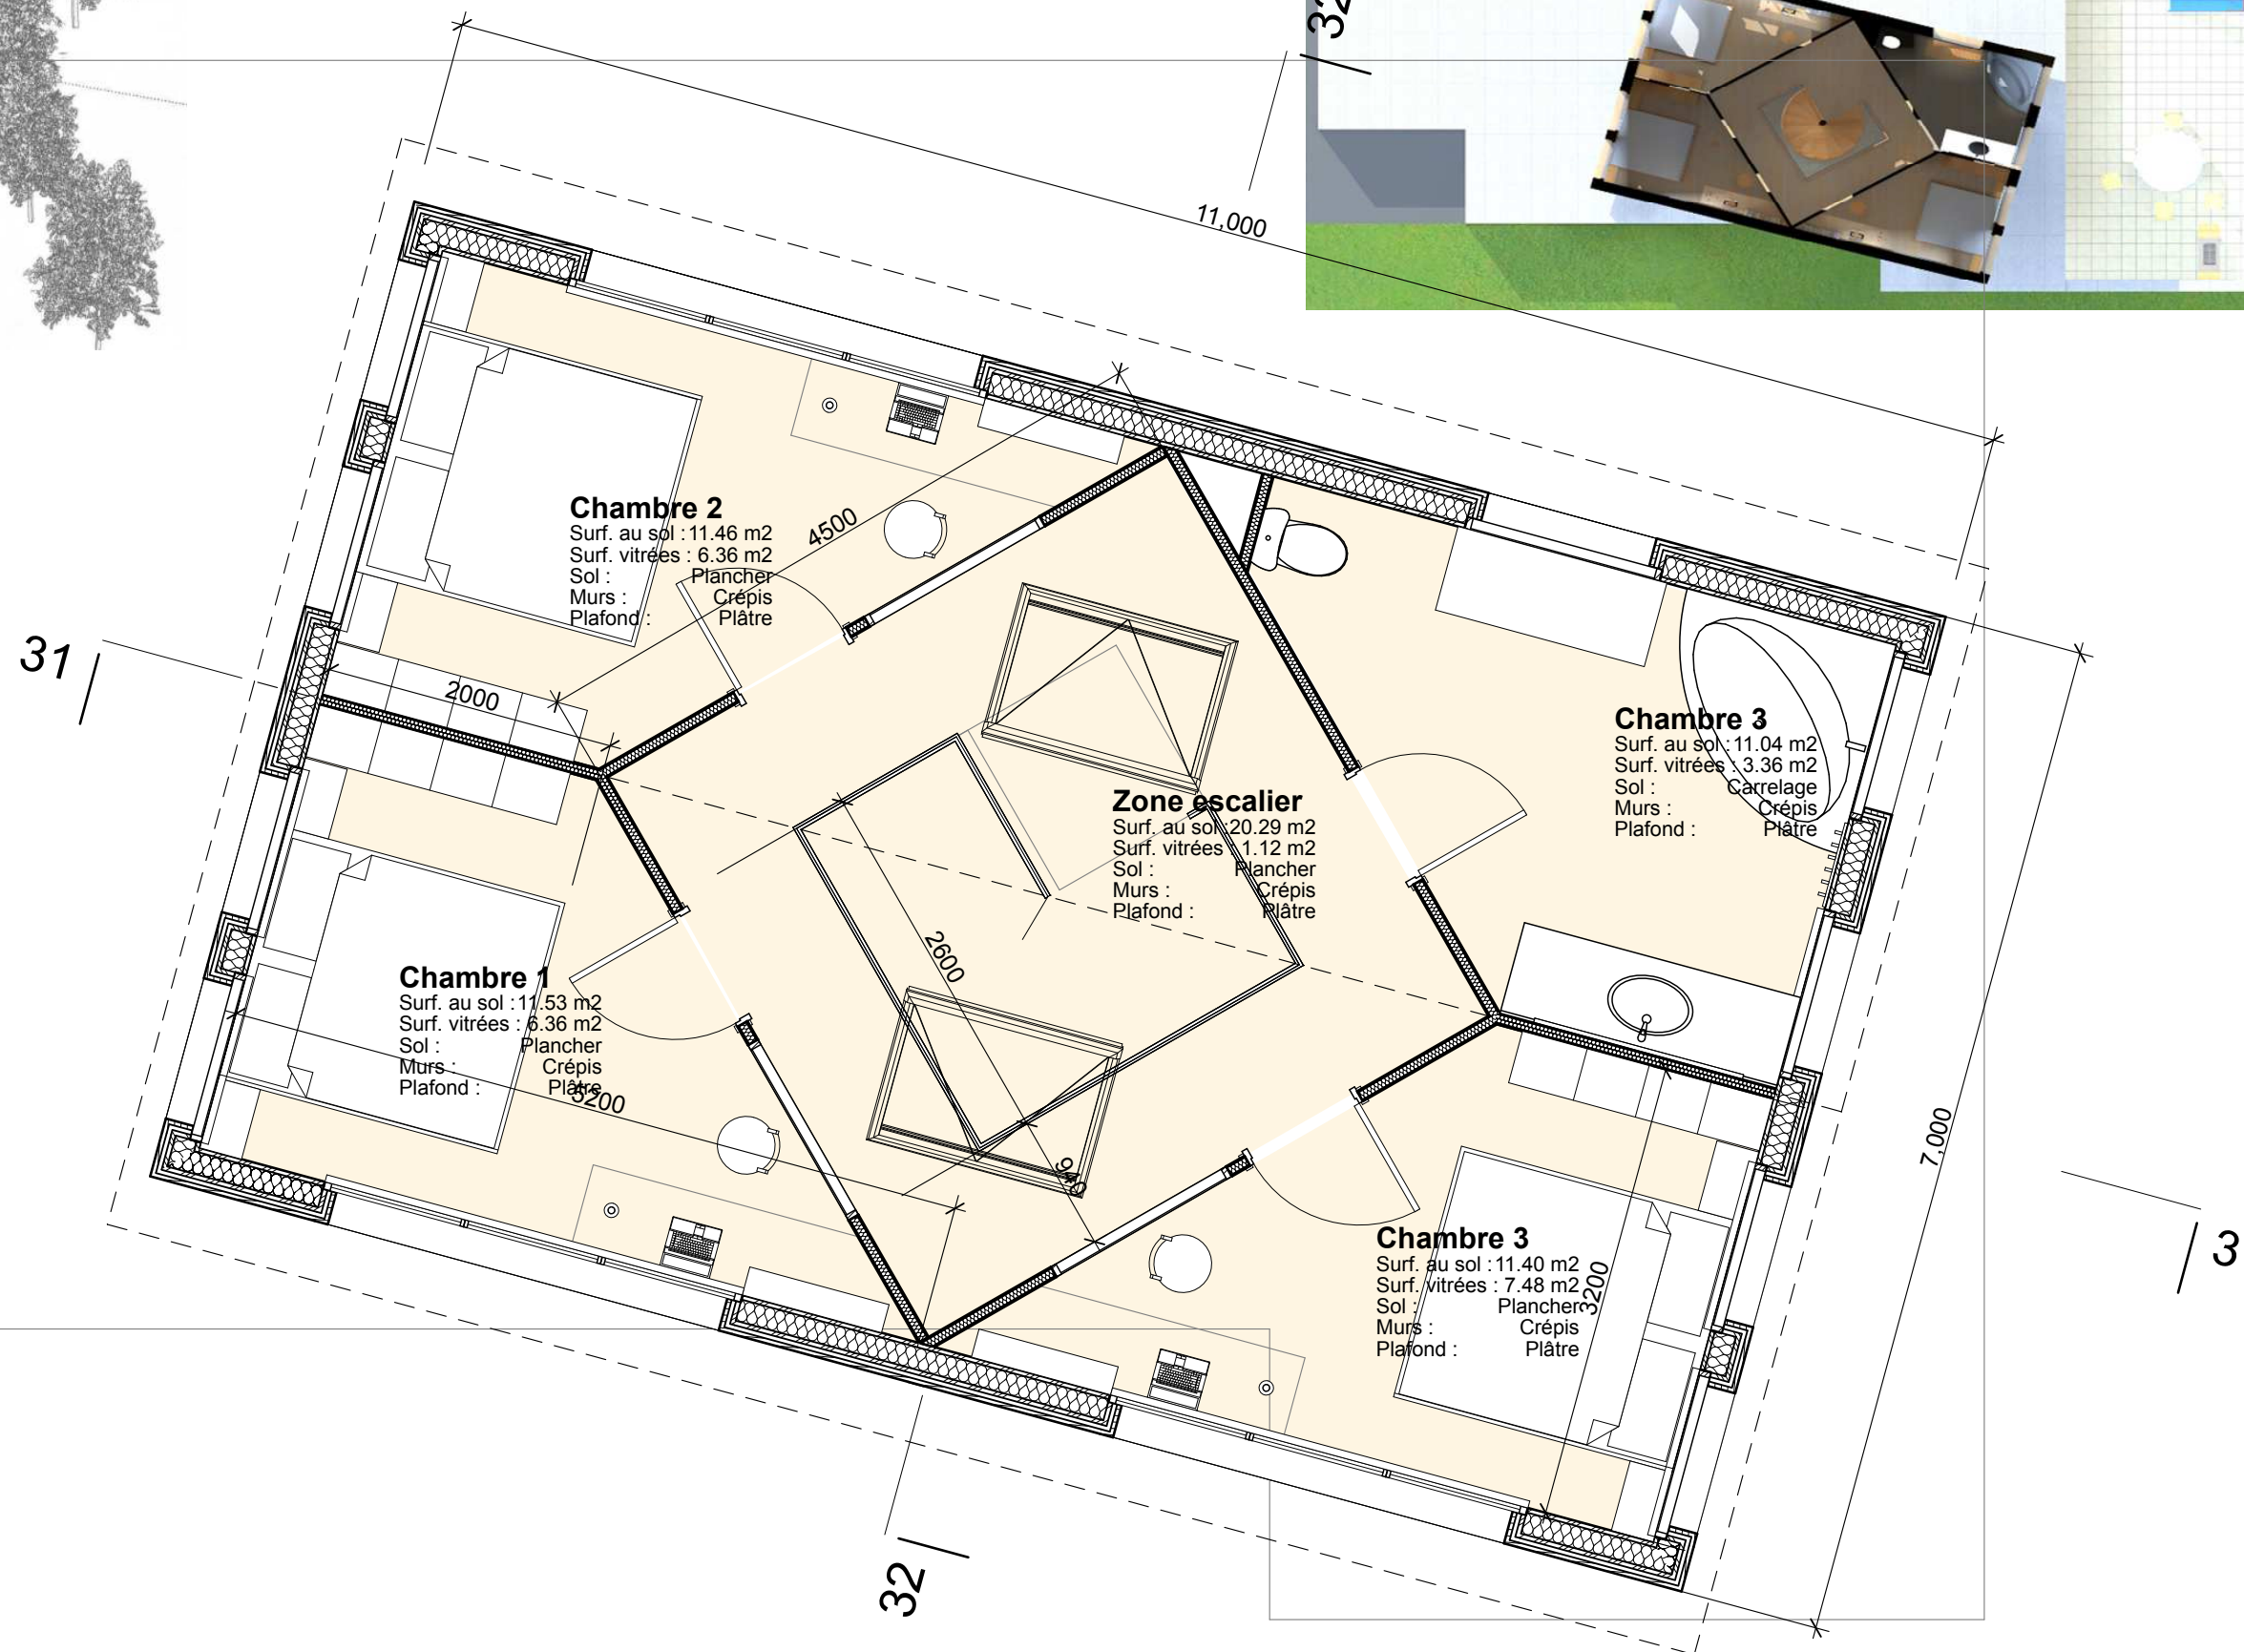 32
11,000
Chambre 2
Surf. au sol : 11.46 m2
Surf. vitrées : 6.36 m2
Sol : Plancher
Murs : Crépis
Plafond : Plâtre
4500
31
2000
Chambre 3
Surf. au sol : 11.04 m2
Surf. vitrées : 3.36 m2
Sol : Carrelage
Murs : Crépis
Plafond : Plâtre
Zone escalier
Surf. au sol : 20.29 m2
Surf. vitrées : 1.12 m2
Sol : Plancher
Murs : Crépis
Plafond : Plâtre
2600
Chambre 1
Surf. au sol : 11.53 m2
Surf. vitrées : 6.36 m2
Sol : Plancher
Murs : Crépis
Plafond : Plâtre
5200
940
7,000
Chambre 3
Surf. au sol : 11.40 m2
Surf. vitrées : 7.48 m2
Sol : Plancher
Murs : Crépis
Plafond : Plâtre
3200
3
32